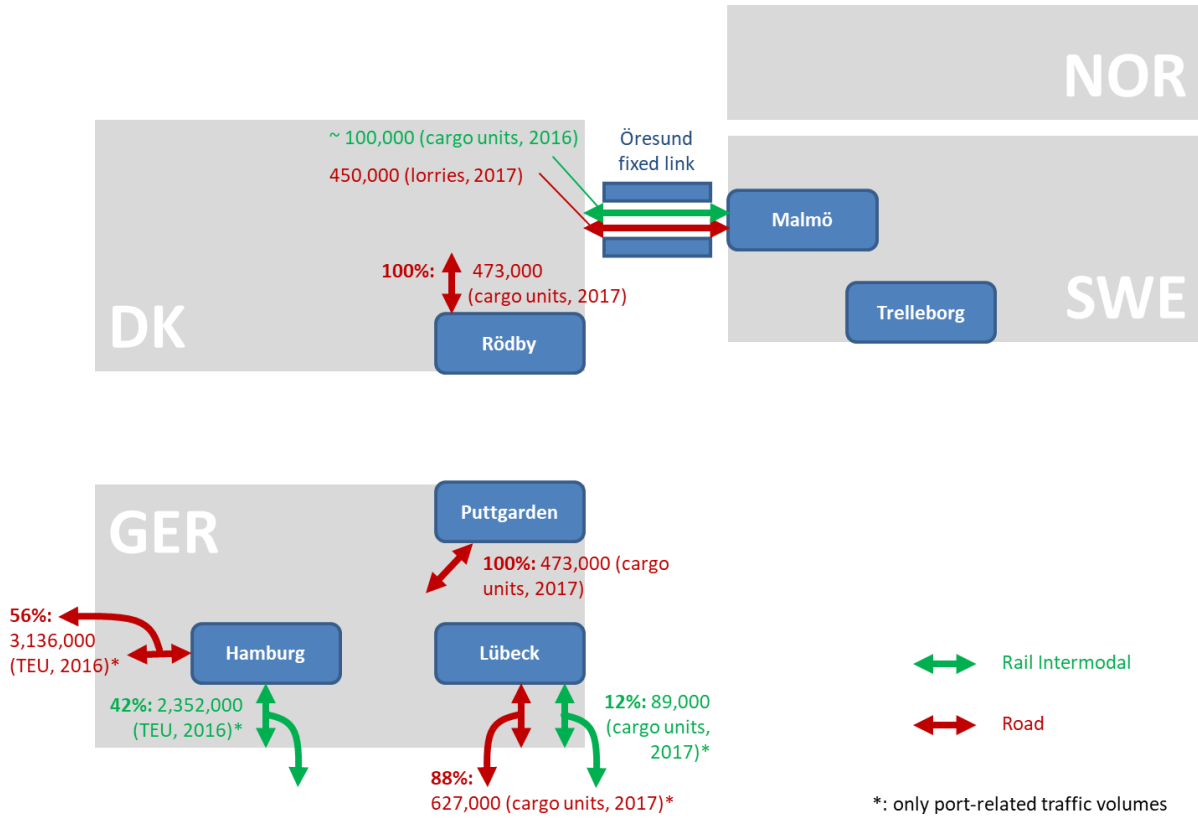 NOR
~ 100,000 (cargo units, 2016)
450,000 (lorries, 2017)
Öresund
fixed link
Malmö
100%: 473,000
(cargo units, 2017)
DK
Rödby
Trelleborg
SWE
GER
Puttgarden
100%: 473,000 (cargo
units, 2017)
56%:
3,136,000
(TEU, 2016)*
Hamburg
Lübeck
42%: 2,352,000
(TEU, 2016)*
12%: 89,000
(cargo units,
2017)*
88%:
627,000 (cargo units, 2017)*
Rail Intermodal
Road
*: only port-related traffic volumes